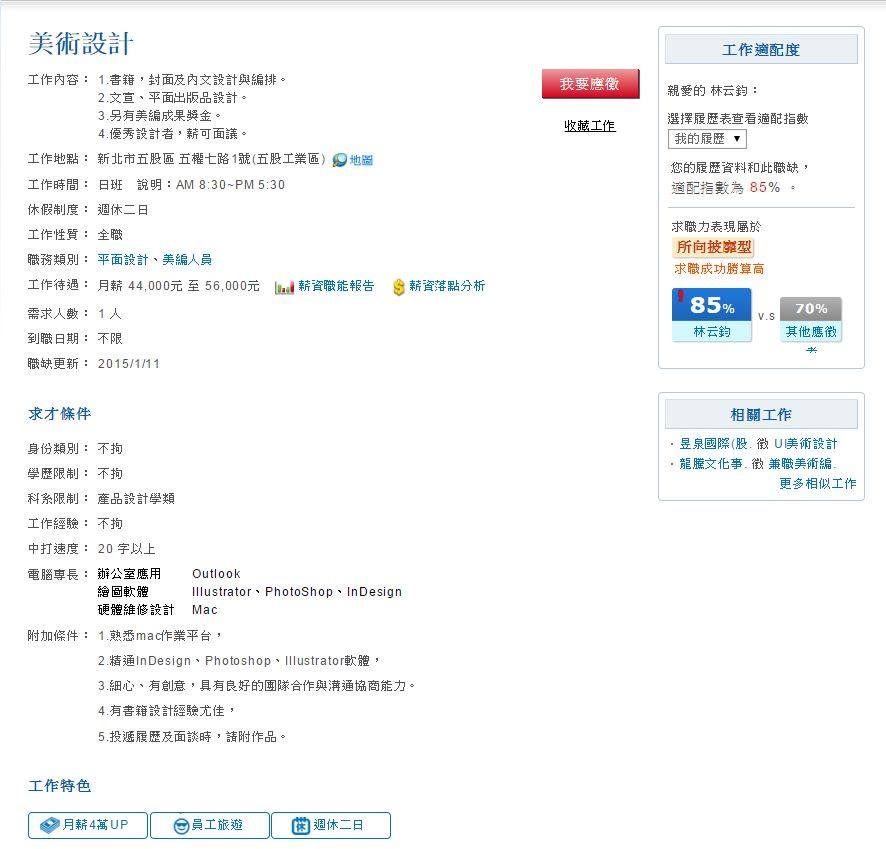 美術設計
工作內容： 1.書籍，封面及內文設計與編排。
2.文宣、平面出版品設計。
3.另有美編成果獎金。
4.優秀設計者，薪可面議。
工作地點： 新北市五股區 五權七路1號(五股工業區) 地圖
工作時間： 日班 說明：AM 8:30~PM 5:30
休假制度： 週休二日
工作性質： 全職
職務類別： 平面設計、美編人員
工作待遇： 月薪 44,000元 至 56,000元 薪資職能報告 薪資落點分析
需求人數： 1 人
到職日期： 不限
職缺更新： 2015/1/11
求才條件
身份類別： 不拘
學歷限制： 不拘
科系限制： 產品設計學類
工作經驗： 不拘
中打速度： 20 字以上
電腦專長： 辦公室應用 Outlook
繪圖軟體 Illustrator、PhotoShop、InDesign
硬體維修設計 Mac
附加條件： 1.熟悉mac作業平台，
2.精通InDesign、Photoshop、Illustrator軟體，
3.細心、有創意，具有良好的團隊合作與溝通協商能力。
4.有書籍設計經驗尤佳，
5.投遞履歷及面談時，請附作品。
工作特色
月薪4萬UP 員工旅遊 週休二日
我要應徵
收藏工作
工作適配度
親愛的 林云鈞：
選擇履歷表查看適配指數
我的履歷 ▼
您的履歷資料和此職缺，
適配指數為 85% 。
求職力表現屬於
所向披靡型
求職成功勝算高
85% v.s 70%
林云鈞 其他應徵
者
相關工作
· 昱泉國際(股. 徵 UI美術設計
· 龍騰文化事. 徵 兼職美術編.
更多相似工作